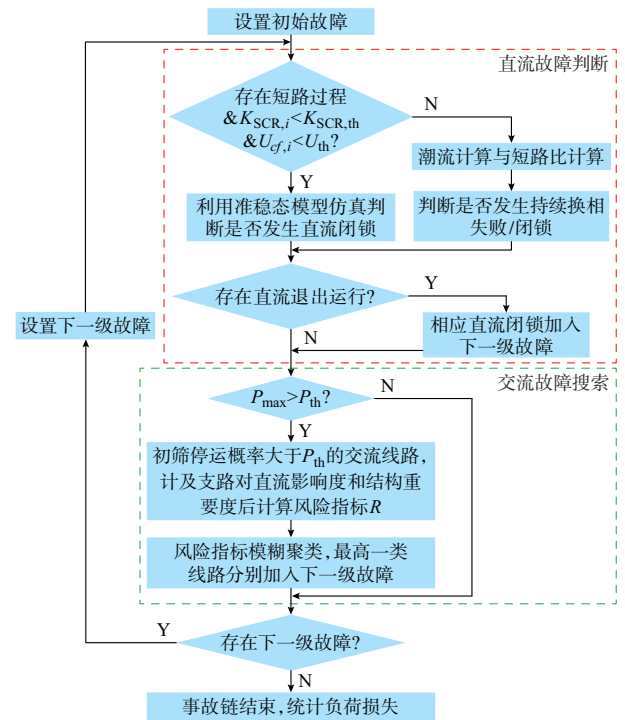 设置初始故障
直流故障判断
存在短路过程
&K_SCR,i<K_SCR,th
&U_cf,i<U_th?
N
Y
潮流计算与短路比计算
利用准稳态模型仿真判
断是否发生直流闭锁
判断是否发生持续换相
失败/闭锁
存在直流退出运行?
Y
N
相应直流闭锁加入
下一级故障
设置下一级故障
交流故障搜索
P_max>P_th?
N
Y
初筛停运概率大于P_th的交流线路,
计及支路对直流影响度和结构重
要度后计算风险指标R
风险指标模糊聚类,最高一类
线路分别加入下一级故障
存在下一级故障?
Y
N
事故链结束,统计负荷损失